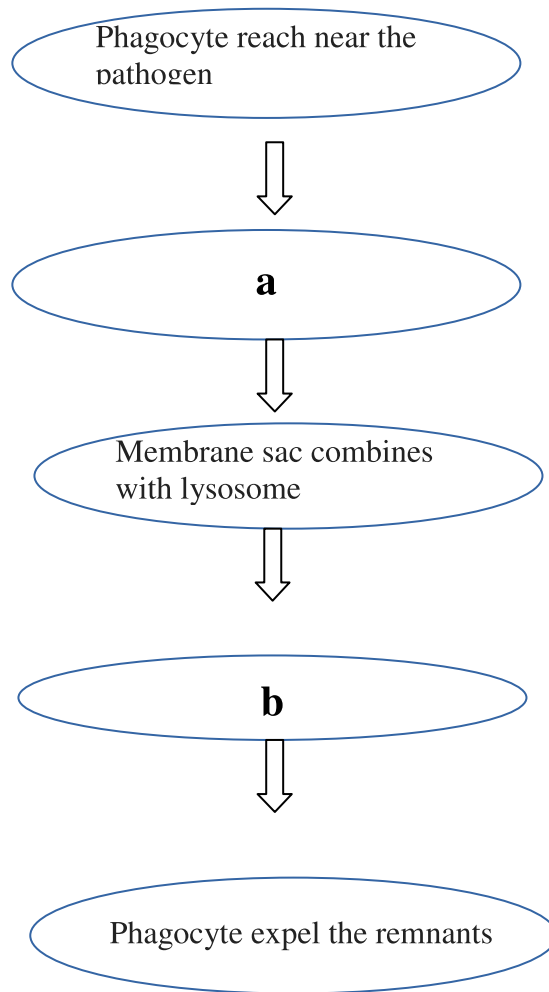 Phagocyte reach near the
pathogen
a
Membrane sac combines
with lysosome
b
Phagocyte expel the remnants